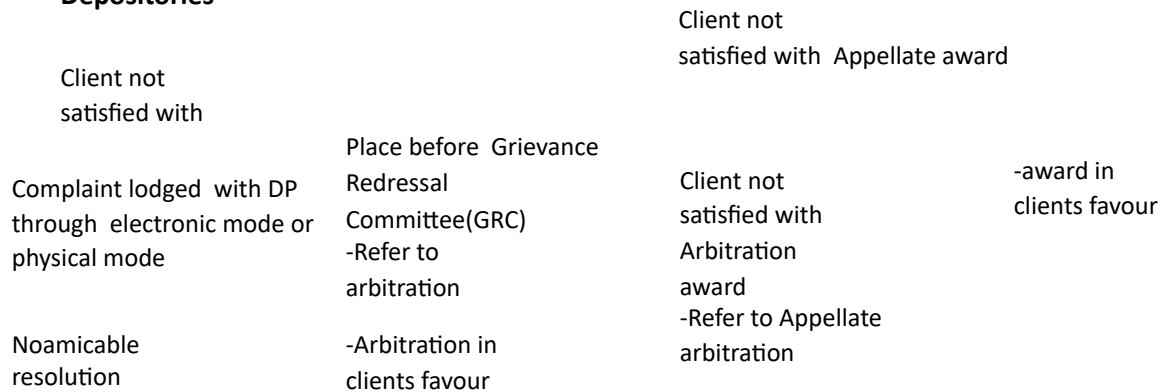 Depositories
Client not
satisfied with
Complaint lodged with DP
through electronic mode or
physical mode
Noamicable
resolution
Place before Grievance
Redressal
Committee(GRC)
-Refer to
arbitration
-Arbitration in
clients favour
Client not
satisfied with Appellate award
Client not
satisfied with
Arbitration
award
-Refer to Appellate
arbitration
-award in
clients favour